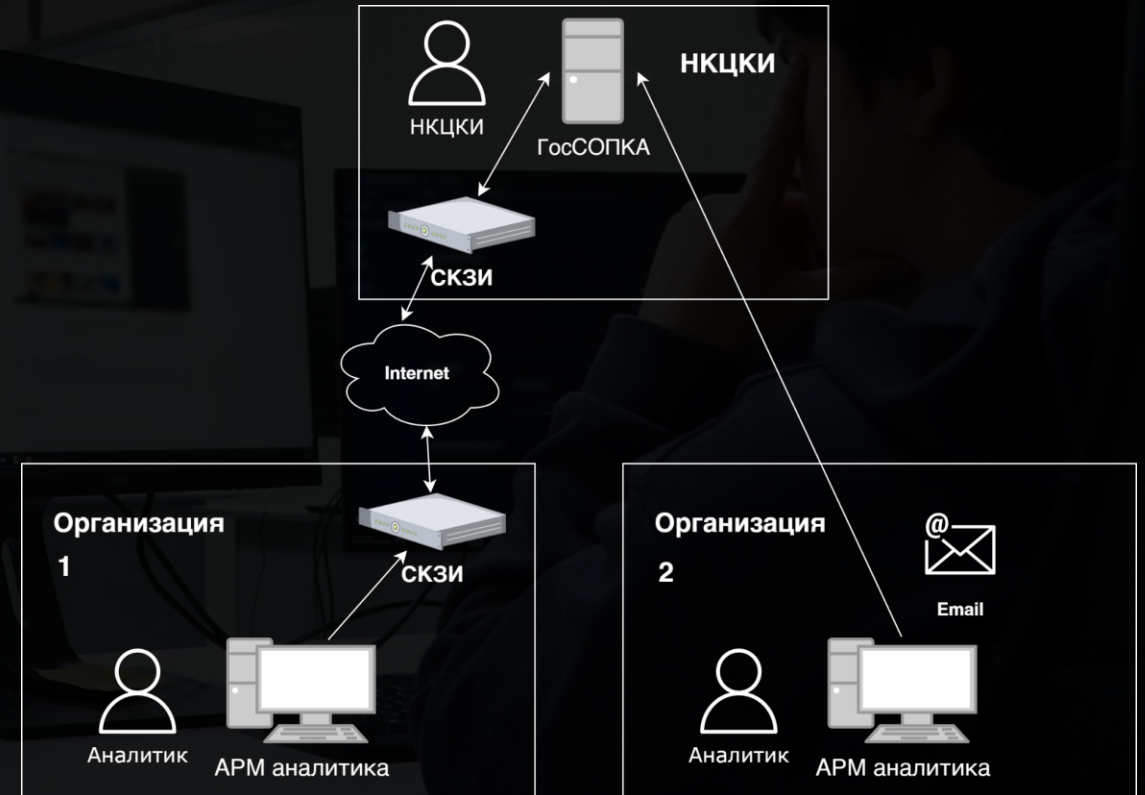 НКЦКИ
НКЦКИ
ГосСОПКА
СКЗИ
Internet
Организация
1
СКЗИ
Аналитик
АРМ аналитика
Организация
2
@
Email
Аналитик
АРМ аналитика